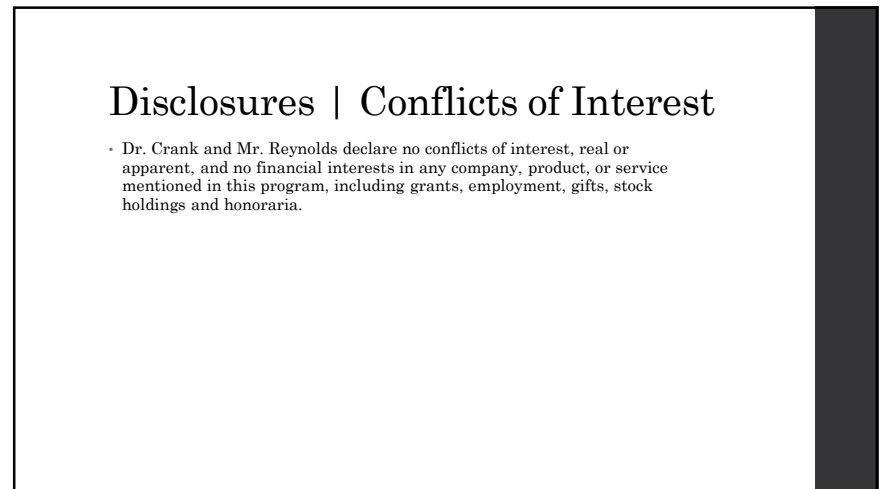 Disclosures | Conflicts of Interest
• Dr. Crank and Mr. Reynolds declare no conflicts of interest, real or
apparent, and no financial interests in any company, product, or service
mentioned in this program, including grants, employment, gifts, stock
holdings and honoraria.